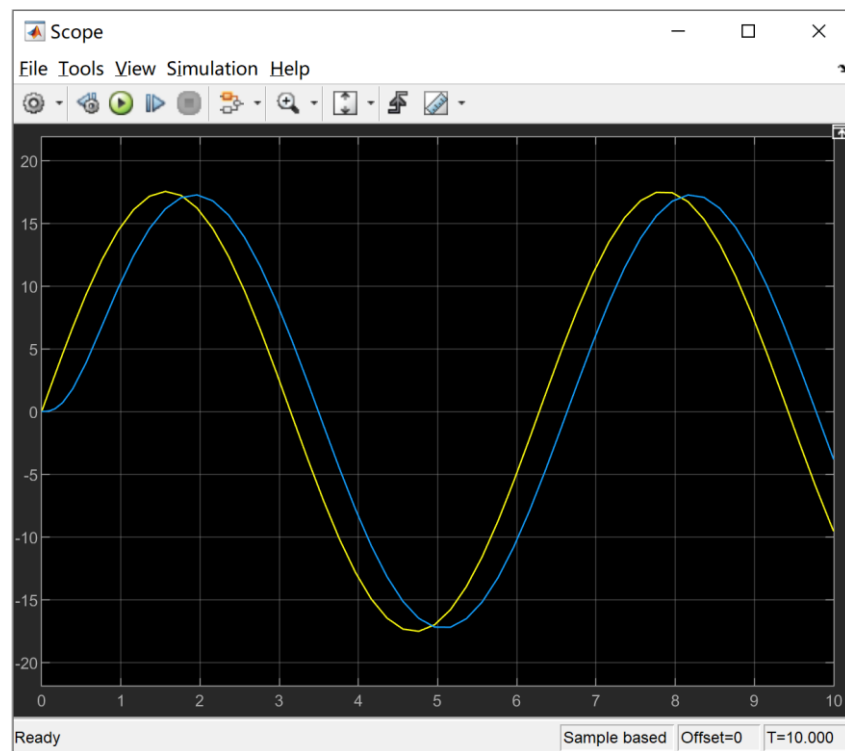 Scope
File Tools View Simulation Help
20
15
10
5
0
-5
-10
-15
-20
0 1 2 3 4 5 6 7 8 9 10
Ready Sample based Offset=0 T=10.000